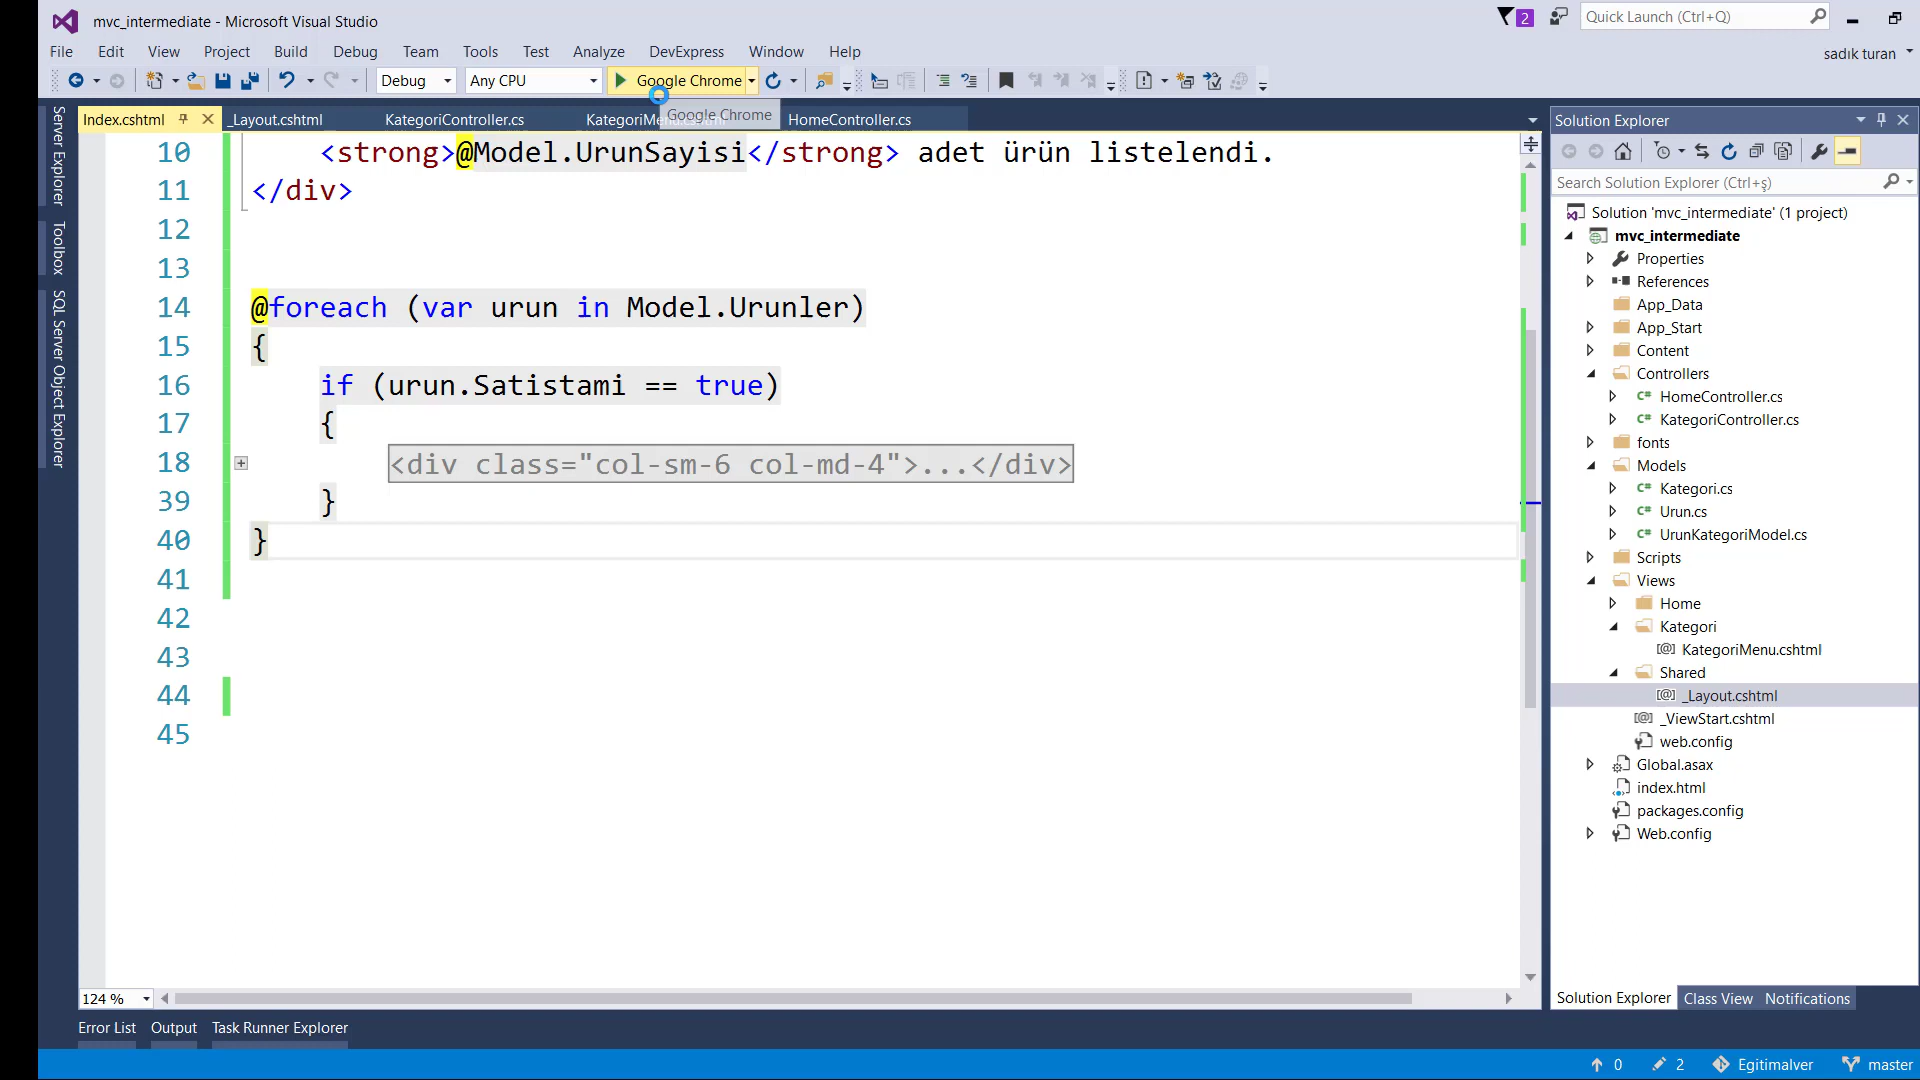 mvc_intermediate - Microsoft Visual Studio
2
Quick Launch (Ctrl+Q)
File Edit View Project Build Debug Team Tools Test Analyze DevExpress Window Help
sadık turan
Debug Any CPU Google Chrome
Google Chrome
Index.cshtml _Layout.cshtml KategoriController.cs KategoriMenu.cshtml HomeController.cs
Server Explorer
Toolbox
SQL Server Object Explorer
10 <strong>@Model.UrunSayisi</strong> adet ürün listelendi.
11 </div>
12
13
14 @foreach (var urun in Model.Urunler)
15 {
16 if (urun.Satistami == true)
17 {
18 <div class="col-sm-6 col-md-4">...</div>
39 }
40 }
41
42
43
44
45
124 %
Solution Explorer
Search Solution Explorer (Ctrl+ş)
Solution 'mvc_intermediate' (1 project)
mvc_intermediate
Properties
References
App_Data
App_Start
Content
Controllers
HomeController.cs
KategoriController.cs
fonts
Models
Kategori.cs
Urun.cs
UrunKategoriModel.cs
Scripts
Views
Home
Kategori
KategoriMenu.cshtml
Shared
_Layout.cshtml
_ViewStart.cshtml
web.config
Global.asax
index.html
packages.config
Web.config
Solution Explorer Class View Notifications
Error List Output Task Runner Explorer
0 2 Egitimalver master